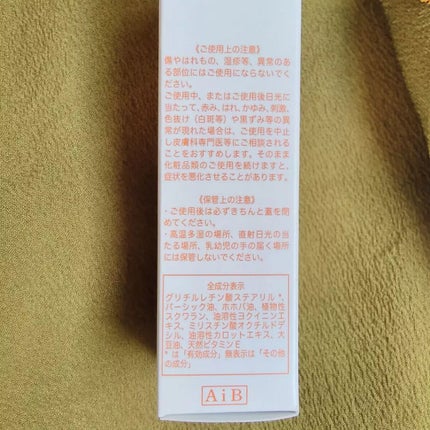 《ご使用上の注意》
傷やはれもの、湿疹等、異常のあ
る部位にはご使用にならないでく
ださい。
ご使用中、またはご使用後日光に
当たって、赤み、はれ、かゆみ、刺激、
色抜け(白斑等)や黒ずみ等の異
常が現れた場合は、ご使用を中止
し皮膚科専門医等にご相談される
ことをおすすめします。そのまま
化粧品類のご使用を続けますと、
症状を悪化させることがあります。
《保管上の注意》
・ご使用後は必ずきちんと蓋を閉
めてください。
・高温多湿の場所、直射日光の当
たる場所、乳幼児の手の届く場所
には保管しないでください。
全成分表示
グリチルレチン酸ステアリル*、
パーシック油、ホホバ油、植物性
スクワラン、油溶性ヨクイニンエ
キス、ミリスチン酸オクチルドデ
シル、油溶性カロットエキス、大
豆油、天然ビタミンE
*は「有効成分」無表示は「その他
の成分」
AiB